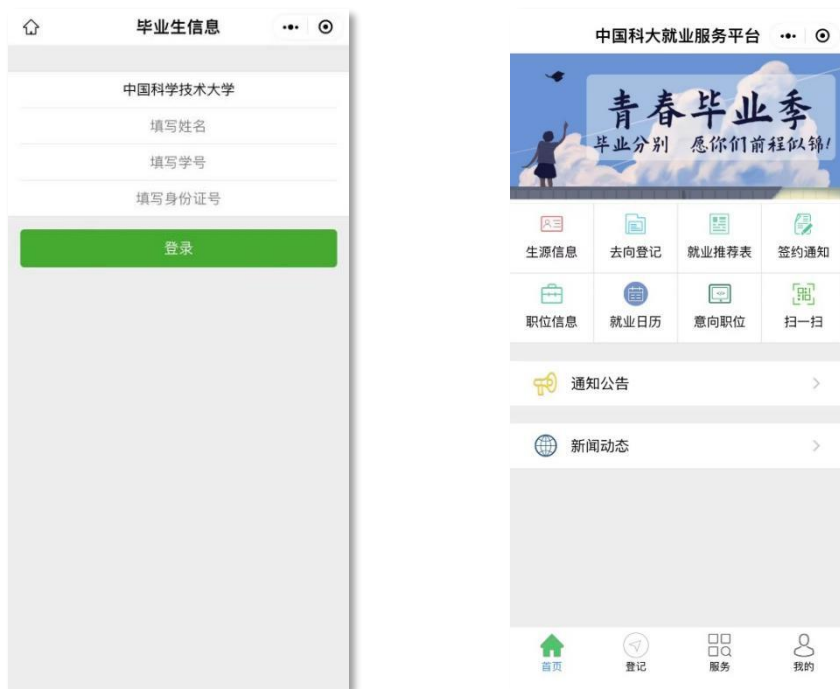 毕业生信息
中国科学技术大学
填写姓名
填写学号
填写身份证号
登录
中国科大就业服务平台
青春毕业季
毕业分别 愿你们前程似锦!
生源信息 去向登记 就业推荐表 签约通知
职位信息 就业日历 意向职位 扫一扫
通知公告
新闻动态
首页 登记 服务 我的